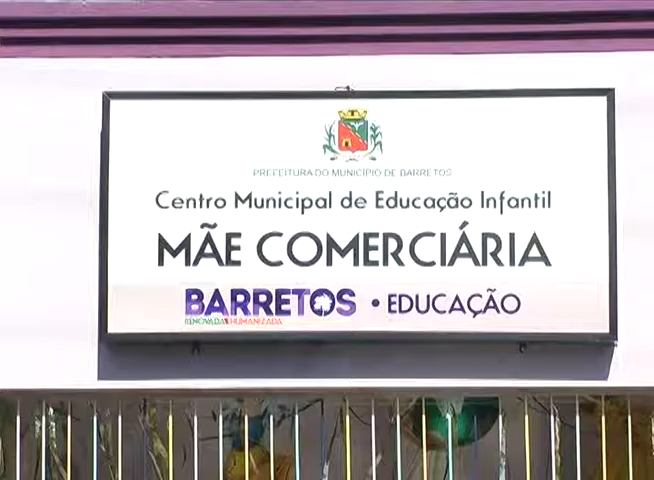 PREFEITURA DO MUNICÍPIO DE BARRETOS
Centro Municipal de Educação Infantil
MÃE COMERCIÁRIA
BARRETOS • EDUCAÇÃO
RENOVADA E HUMANIZADA